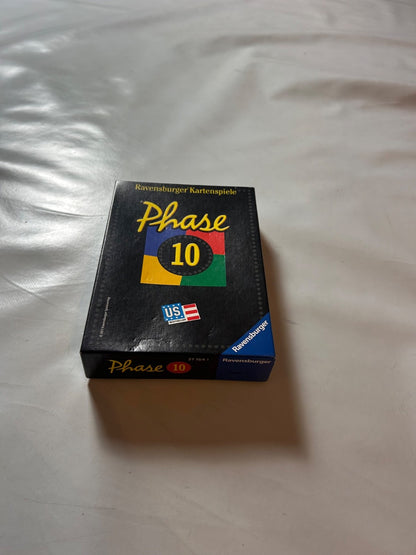 Ravensburger Kartenspiele
Phase
10
US
Ravensburger
Phase 10
Ravensburger